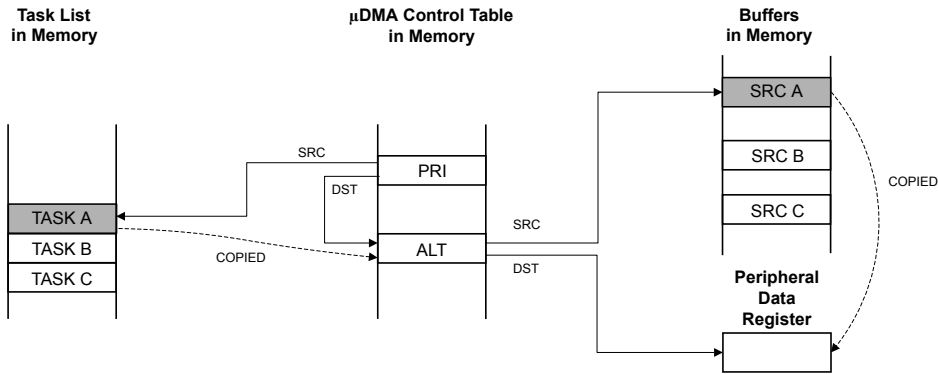 Task List
in Memory
µDMA Control Table
in Memory
Buffers
in Memory
SRC A
SRC
PRI
SRC B
DST
COPIED
SRC C
TASK A
SRC
TASK B
COPIED
ALT
DST
TASK C
Peripheral
Data
Register